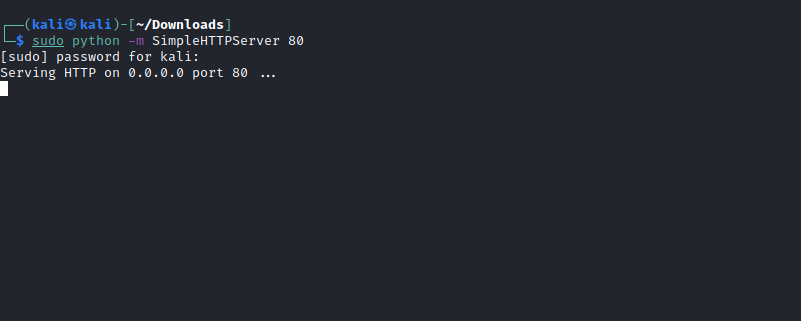 ┌──(kali㉿kali)-[~/Downloads]
└─$ sudo python -m SimpleHTTPServer 80
[sudo] password for kali:
Serving HTTP on 0.0.0.0 port 80 ...